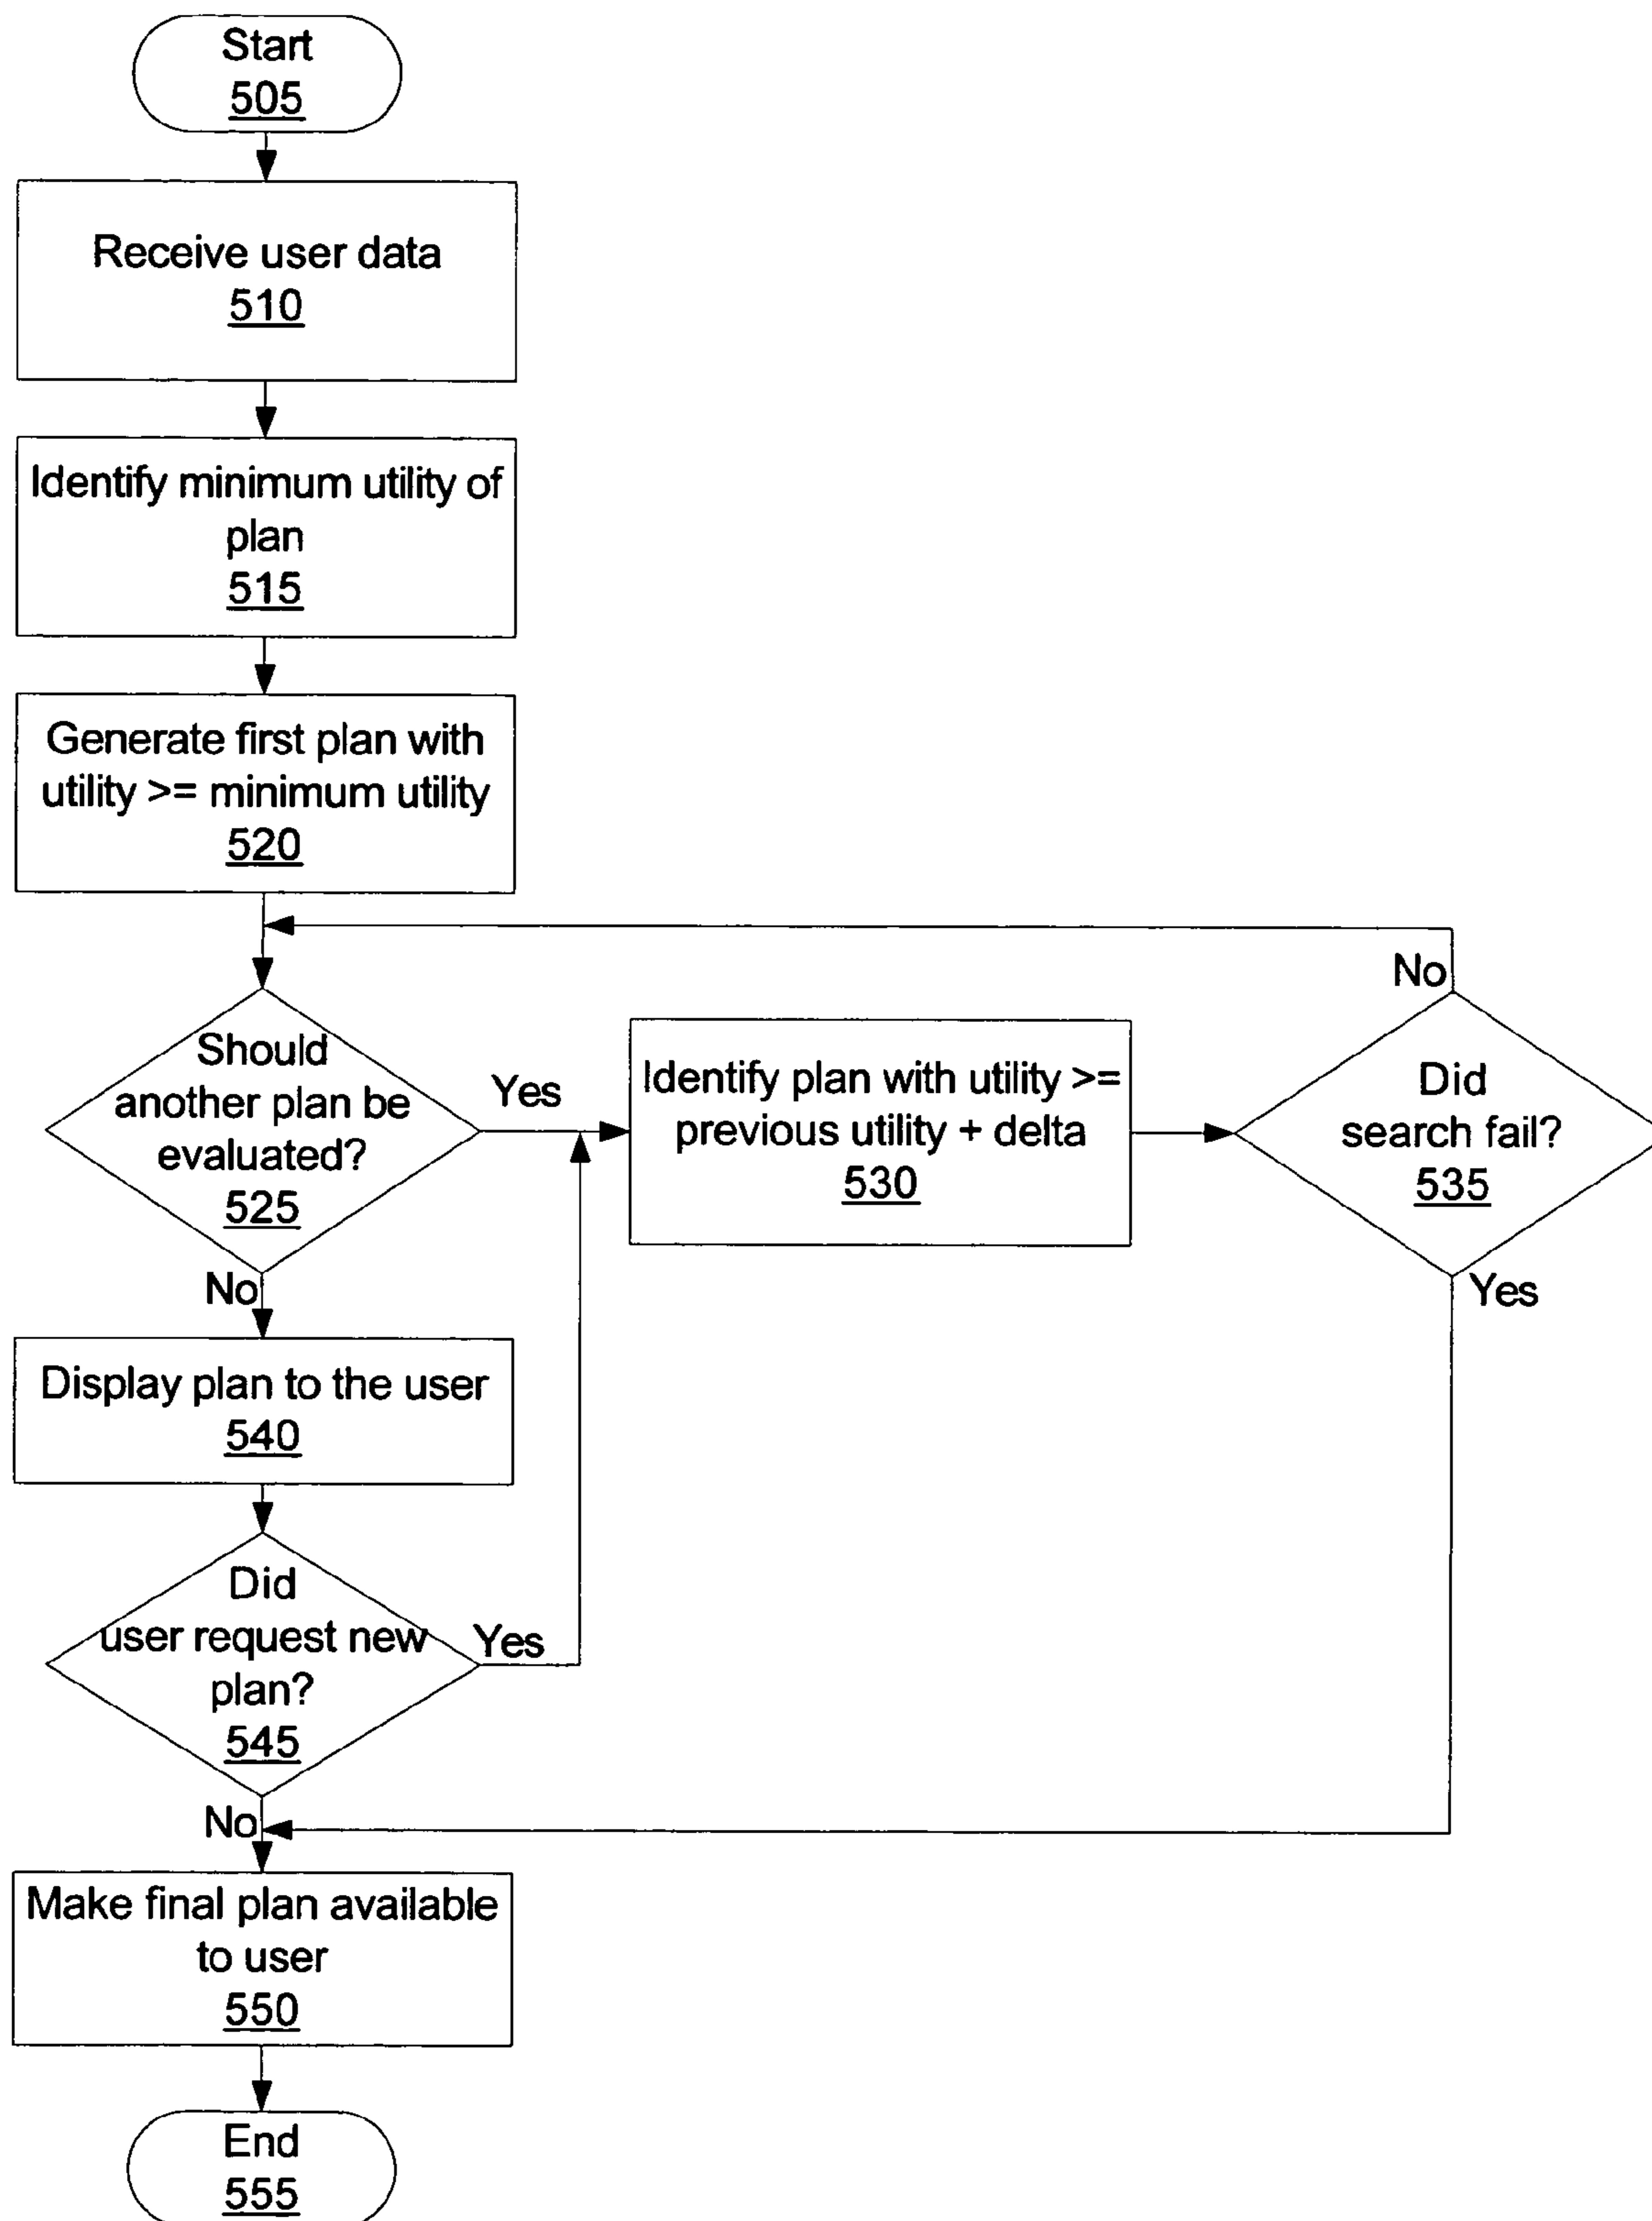 Start
505
Receive user data
510
Identify minimum utility of
plan
515
Generate first plan with
utility >= minimum utility
520
Should
another plan be
evaluated?
525
Yes
No
Identify plan with utility >=
previous utility + delta
530
No
Did
search fail?
535
Yes
Display plan to the user
540
Did
user request new
plan?
545
Yes
No
Make final plan available
to user
550
End
555